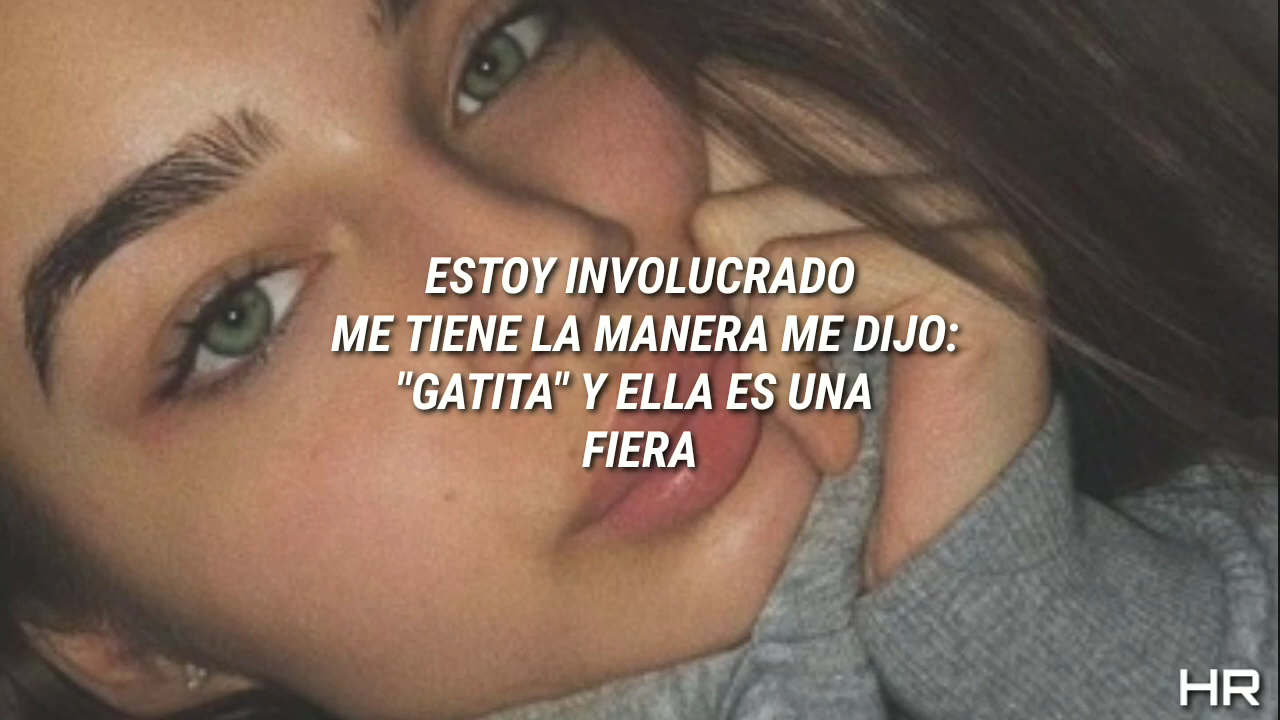 ESTOY INVOLUCRADO
ME TIENE LA MANERA ME DIJO:
"GATITA" Y ELLA ES UNA
FIERA
HR